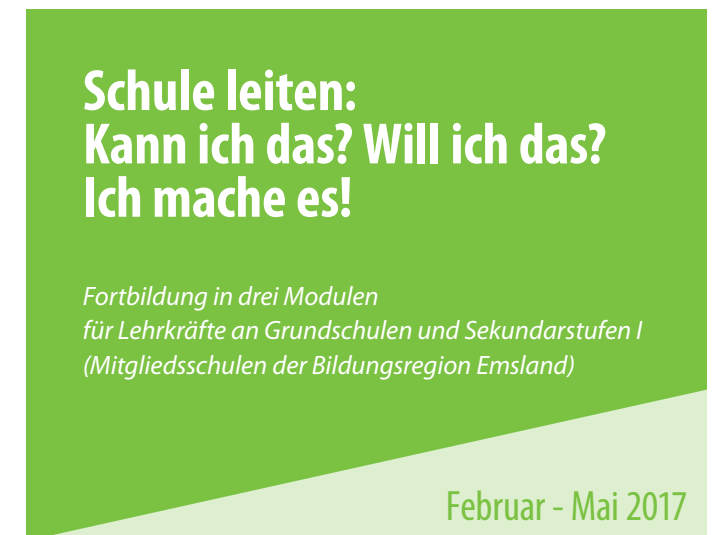 Schule leiten:
Kann ich das? Will ich das?
Ich mache es!
Fortbildung in drei Modulen
für Lehrkräfte an Grundschulen und Sekundarstufen I
(Mitgliedsschulen der Bildungsregion Emsland)
Februar - Mai 2017